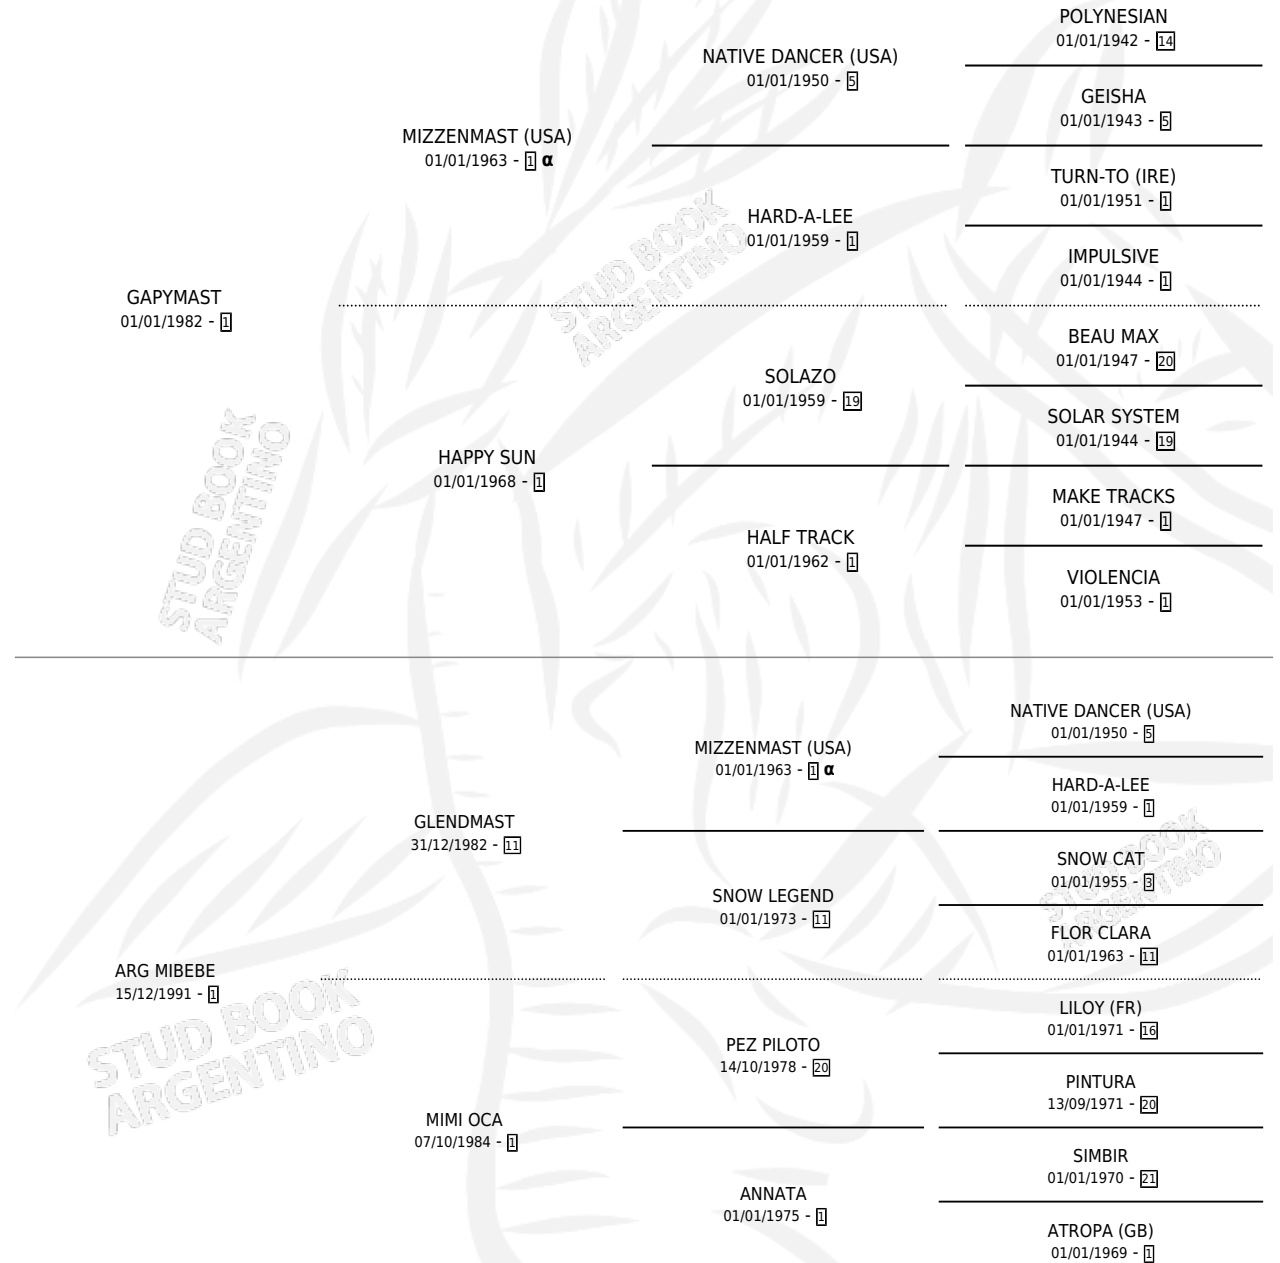 POLYNESIAN
01/01/1942 - 14
NATIVE DANCER (USA)
01/01/1950 - 5
GEISHA
01/01/1943 - 5
MIZZENMAST (USA)
01/01/1963 - 1 α
TURN-TO (IRE)
01/01/1951 - 1
HARD-A-LEE
01/01/1959 - 1
IMPULSIVE
01/01/1944 - 1
GAPYMAST
01/01/1982 - 1
BEAU MAX
01/01/1947 - 20
SOLAZO
01/01/1959 - 19
SOLAR SYSTEM
01/01/1944 - 19
HAPPY SUN
01/01/1968 - 1
MAKE TRACKS
01/01/1947 - 1
HALF TRACK
01/01/1962 - 1
VIOLENCIA
01/01/1953 - 1
STUD BOOK
ARGENTINO
STUD BOOK
ARGENTINO
NATIVE DANCER (USA)
01/01/1950 - 5
MIZZENMAST (USA)
01/01/1963 - 1 α
HARD-A-LEE
01/01/1959 - 1
GLENDMAST
31/12/1982 - 11
SNOW CAT
01/01/1955 - 3
SNOW LEGEND
01/01/1973 - 11
FLOR CLARA
01/01/1963 - 11
ARG MIBEBE
15/12/1991 - 1
LILOY (FR)
01/01/1971 - 16
PEZ PILOTO
14/10/1978 - 20
PINTURA
13/09/1971 - 20
MIMI OCA
07/10/1984 - 1
SIMBIR
01/01/1970 - 21
ANNATA
01/01/1975 - 1
ATROPA (GB)
01/01/1969 - 1
STUD BOOK
ARGENTINO
STUD BOOK
ARGENTINO